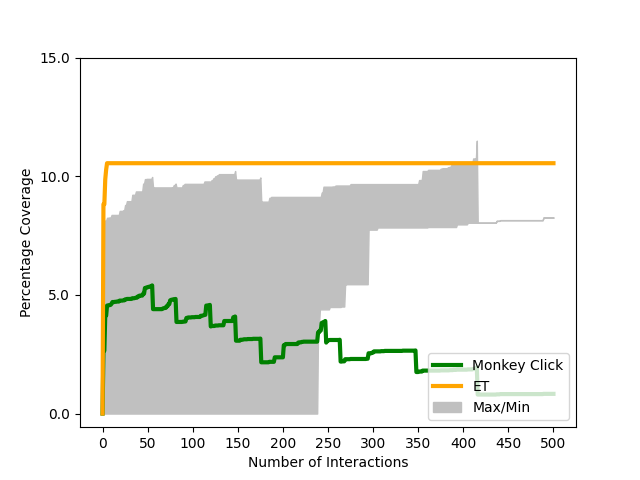 15.0
10.0
5.0
0.0
Percentage Coverage
0 50 100 150 200 250 300 350 400 450 500
Number of Interactions
Monkey Click
ET
Max/Min